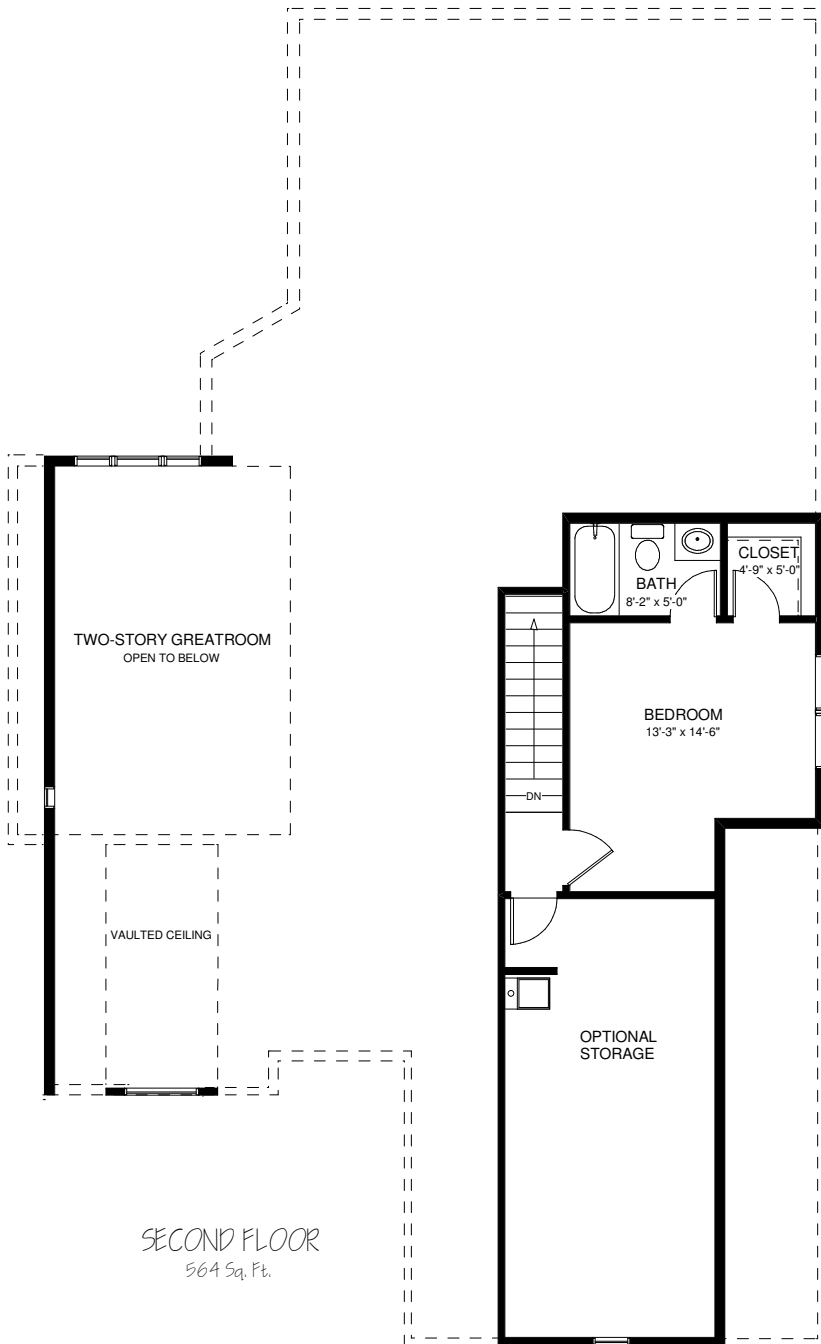 BATH
8'-2" x 5'-0"
CLOSET
4'-9" x 5'-0"
TWO-STORY GREATROOM
OPEN TO BELOW
BEDROOM
13'-3" x 14'-6"
DN
VAULTED CEILING
OPTIONAL
STORAGE
SECOND FLOOR
564 Sq. Ft.